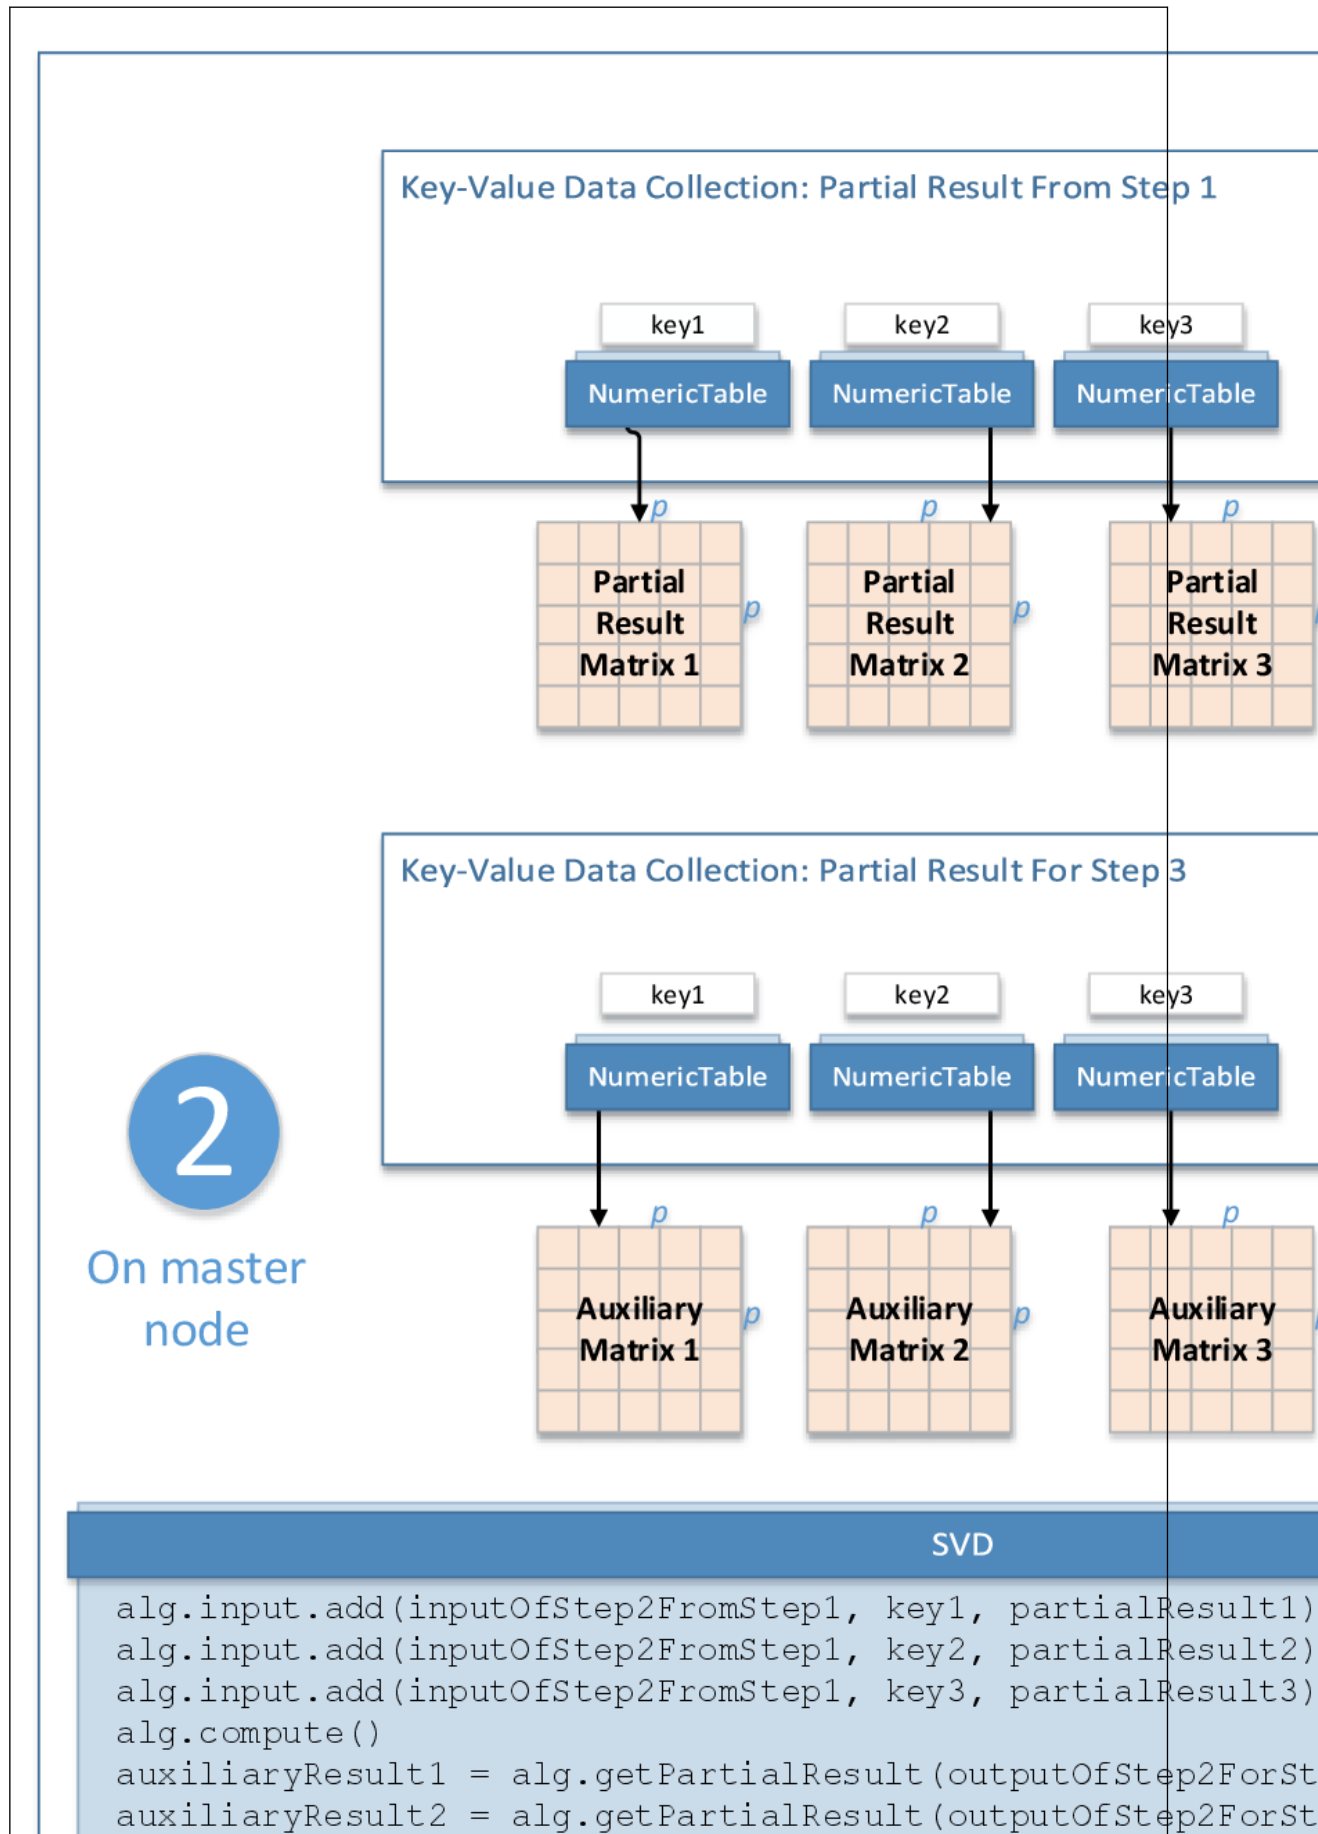 Key-Value Data Collection: Partial Result From Step 1
key1 key2 key3
NumericTable NumericTable NumericTable
p p p
Partial Result Matrix 1
p
Partial Result Matrix 2
p
Partial Result Matrix 3
Key-Value Data Collection: Partial Result For Step 3
key1 key2 key3
NumericTable NumericTable NumericTable
2
On master
node
p p p
Auxiliary Matrix 1
p
Auxiliary Matrix 2
p
Auxiliary Matrix 3
SVD
alg.input.add(inputOfStep2FromStep1, key1, partialResult1)
alg.input.add(inputOfStep2FromStep1, key2, partialResult2)
alg.input.add(inputOfStep2FromStep1, key3, partialResult3)
alg.compute()
auxiliaryResult1 = alg.getPartialResult(outputOfStep2ForSt
auxiliaryResult2 = alg.getPartialResult(outputOfStep2ForSt